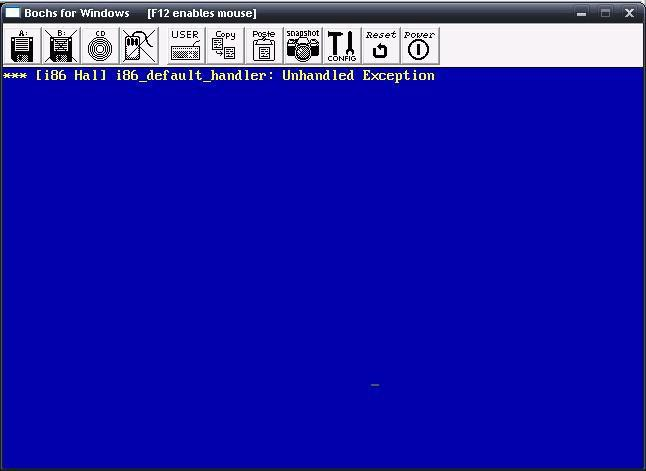 Bochs for Windows [F12 enables mouse]
A: B: CD USER Copy Paste snapshot CONFIG Reset Power
*** [i86 Hal] i86_default_handler: Unhandled Exception